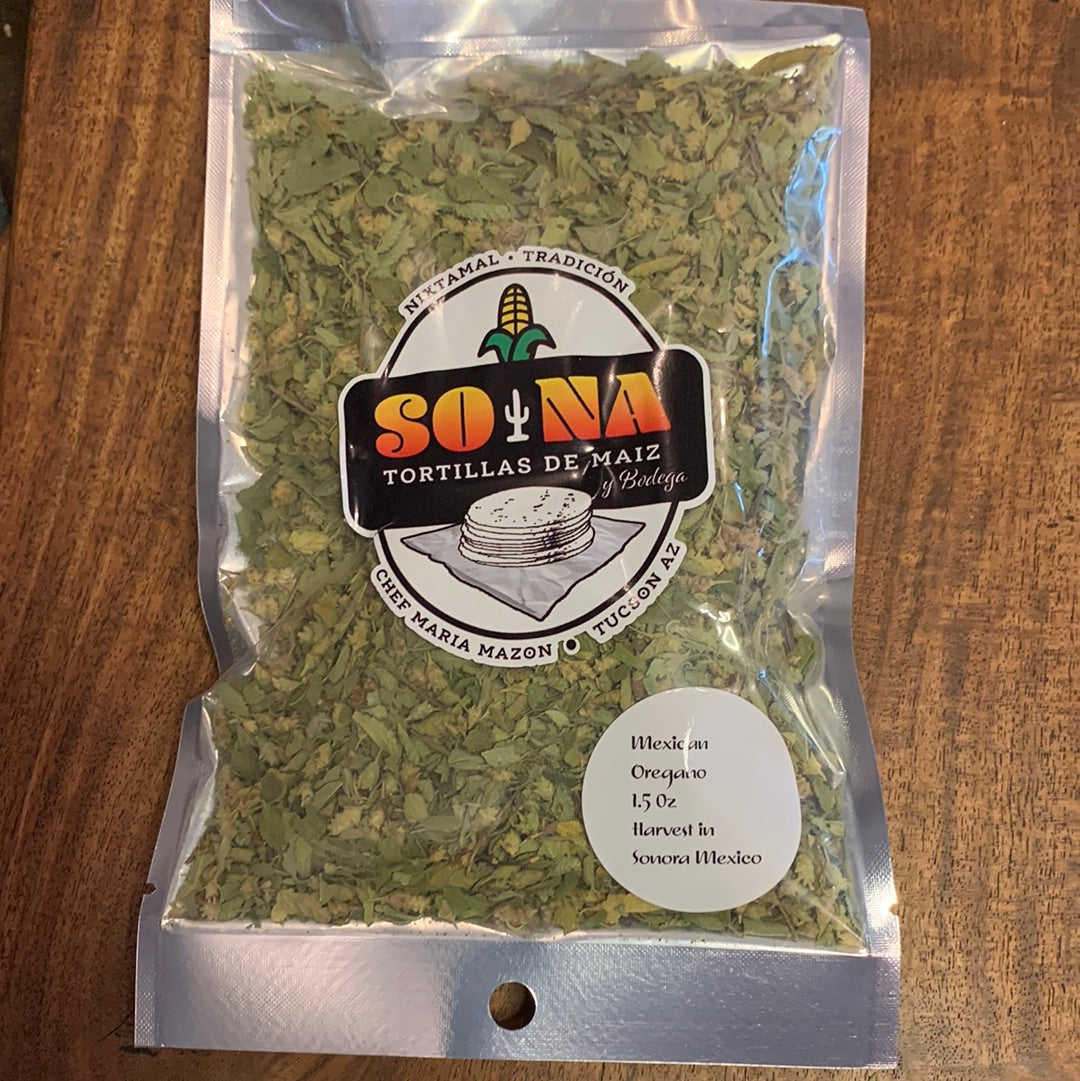 NIXTAMAL • TRADICIÓN
SO NA
TORTILLAS DE MAIZ
y Bodega
CHEF MARIA MAZON • TUCSON AZ
Mexican
Oregano
1.5 Oz
Harvest in
Sonora Mexico